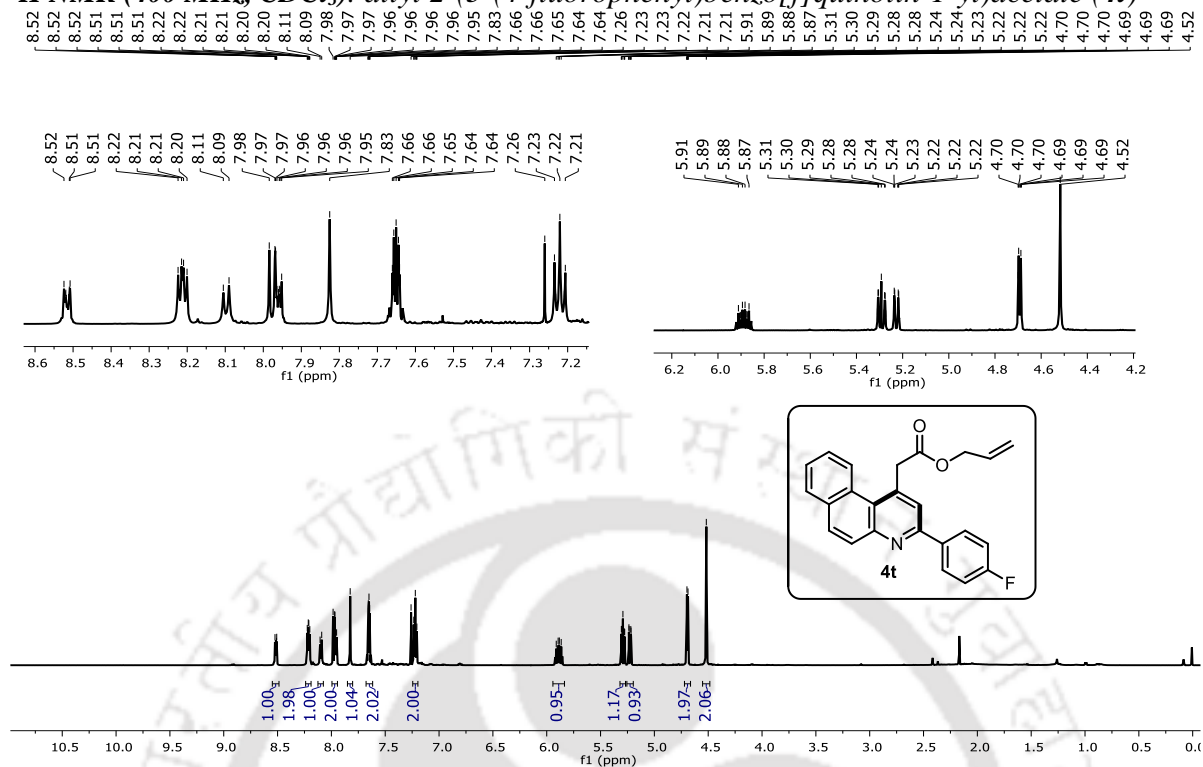 ¹H NMR (400 MHz, CDCl₃): allyl 2-(3-(4-fluorophenyl)benzo[f]quinolin-1-yl)acetate (4t)
8.52 8.52 8.52 8.51 8.51 8.51 8.22 8.22 8.21 8.21 8.21 8.20 8.20 8.11 8.09 7.98 7.97 7.97 7.96 7.96 7.96 7.95 7.83 7.66 7.66 7.65 7.64 7.64 7.26 7.23 7.23 7.22 7.21 7.21 5.91 5.89 5.88 5.87 5.31 5.30 5.29 5.28 5.28 5.24 5.24 5.23 5.22 5.22 5.22 4.70 4.70 4.70 4.69 4.69 4.69 4.52
8.52 8.51 8.51 8.22 8.21 8.21 8.20 8.11 8.09 7.98 7.97 7.97 7.96 7.96 7.96 7.95 7.83 7.66 7.66 7.65 7.64 7.64 7.26 7.23 7.22 7.21
8.6 8.5 8.4 8.3 8.2 8.1 8.0 7.9 7.8 7.7 7.6 7.5 7.4 7.3 7.2
f1 (ppm)
5.91 5.89 5.88 5.87 5.31 5.30 5.29 5.28 5.28 5.24 5.24 5.23 5.22 5.22 5.22 4.70 4.70 4.70 4.69 4.69 4.69 4.52
6.2 6.0 5.8 5.6 5.4 5.2 5.0 4.8 4.6 4.4 4.2
f1 (ppm)
O
O
N
F
4t
प्रौद्योगिकी
1.00 1.98 1.00 2.00 1.04 2.02 2.00 0.95 1.17 0.93 1.97 2.06
10.5 10.0 9.5 9.0 8.5 8.0 7.5 7.0 6.5 6.0 5.5 5.0 4.5 4.0 3.5 3.0 2.5 2.0 1.5 1.0 0.5 0.0
f1 (ppm)